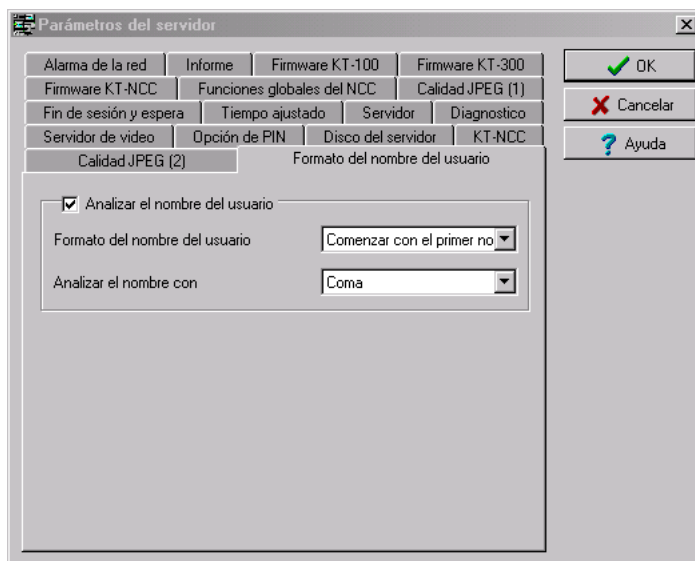 Parámetros del servidor
Alarma de la red Informe Firmware KT-100 Firmware KT-300
Firmware KT-NCC Funciones globales del NCC Calidad JPEG (1)
Fin de sesión y espera Tiempo ajustado Servidor Diagnostico
Servidor de video Opción de PIN Disco del servidor KT-NCC
Calidad JPEG (2) Formato del nombre del usuario
Analizar el nombre del usuario
Formato del nombre del usuario Comenzar con el primer no
Analizar el nombre con Coma
OK
Cancelar
Ayuda